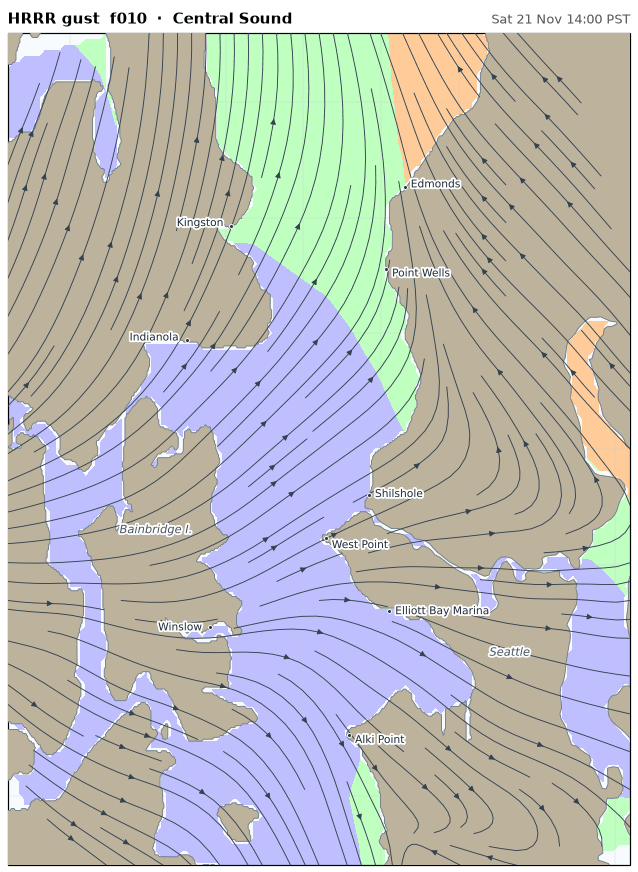 HRRR gust f010 · Central Sound
Sat 21 Nov 14:00 PST
Edmonds
Kingston
Point Wells
Indianola
Shilshole
Bainbridge I.
West Point
Elliott Bay Marina
Winslow
Seattle
Alki Point